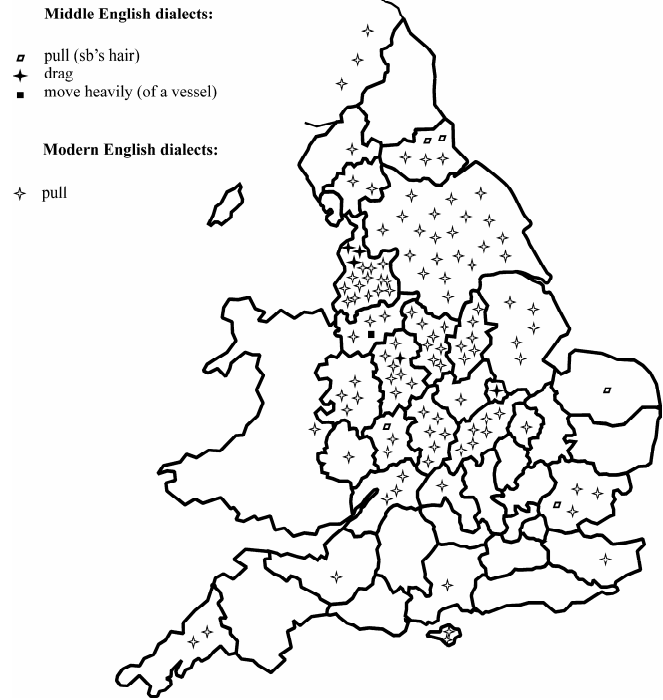 Middle English dialects:
pull (sb's hair)
drag
move heavily (of a vessel)
Modern English dialects:
pull